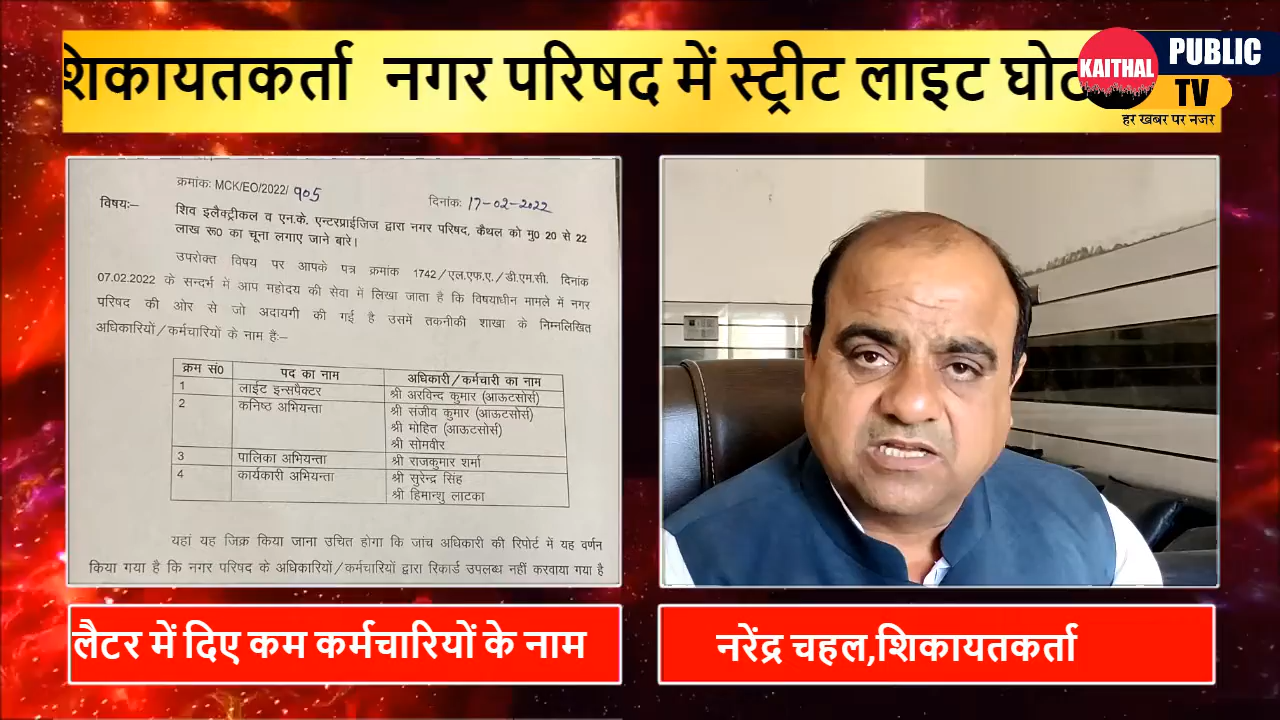 शिकायतकर्ता नगर परिषद में स्ट्रीट लाइट
KAITHAL
PUBLIC
TV
हर खबर पर नजर
क्रमांक: MCK/EO/2022/ 905
दिनांक: 17-02-2022
विषयः– शिव इलैक्ट्रीकल व एन.के. एन्टरप्राईजिज द्वारा नगर परिषद, कैथल को मु0 20 से 22
लाख रू0 का चूना लगाए जाने बारे।
उपरोक्त विषय पर आपके पत्र क्रमांक 1742/एल.एफ.ए./डी.एम.सी. दिनांक
07.02.2022 के सन्दर्भ में आप महोदय की सेवा में लिखा जाता है कि विषयाधीन मामले में नगर
परिषद की ओर से जो अदायगी की गई है उसमें तकनीकी शाखा के निम्नलिखित
अधिकारियों/कर्मचारियों के नाम हैः–
क्रम सं0 पद का नाम अधिकारी/कर्मचारी का नाम
1 लाईट इन्सपैक्टर श्री अरविन्द कुमार (आऊटसोर्स)
2 कनिष्ठ अभियन्ता श्री संजीव कुमार (आऊटसोर्स)
श्री मोहित (आऊटसोर्स)
श्री सोमवीर
3 पालिका अभियन्ता श्री राजकुमार शर्मा
4 कार्यकारी अभियन्ता श्री सुरेन्द्र सिंह
श्री हिमान्शु लाटका
यहां यह जिक्र किया जाना उचित होगा कि जांच अधिकारी की रिपोर्ट में यह वर्णन
किया गया है कि नगर परिषद के अधिकारियों/कर्मचारियों द्वारा रिकार्ड उपलब्ध नहीं करवाया गया है
लैटर में दिए कम कर्मचारियों के नाम
नरेंद्र चहल,शिकायतकर्ता